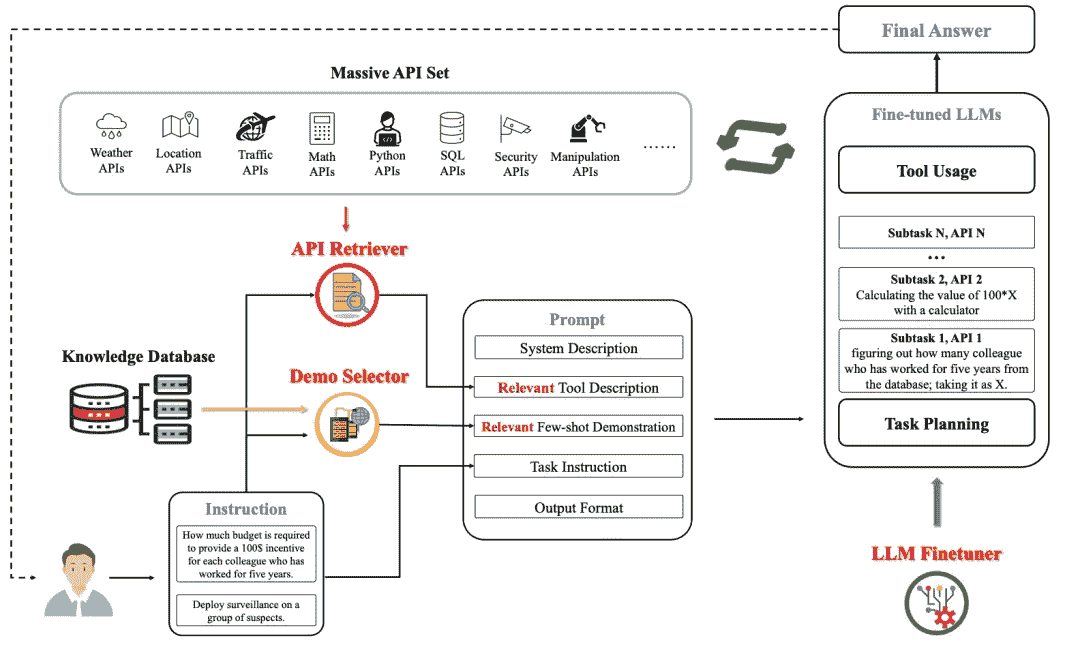 Final Answer
Massive API Set
Weather
APIs
Location
APIs
Traffic
APIs
Math
APIs
Python
APIs
SQL
APIs
Security
APIs
Manipulation
APIs
......
Fine-tuned LLMs
Tool Usage
Subtask N, API N
...
Subtask 2, API 2
Calculating the value of 100*X
with a calculator
Subtask 1, API 1
figuring out how many colleague
who has worked for five years from
the database; taking it as X.
Task Planning
API Retriever
Knowledge Database
Demo Selector
Prompt
System Description
Relevant Tool Description
Relevant Few-shot Demonstration
Task Instruction
Output Format
Instruction
How much budget is required
to provide a 100$ incentive
for each colleague who has
worked for five years.
Deploy surveillance on a
group of suspects.
LLM Finetuner